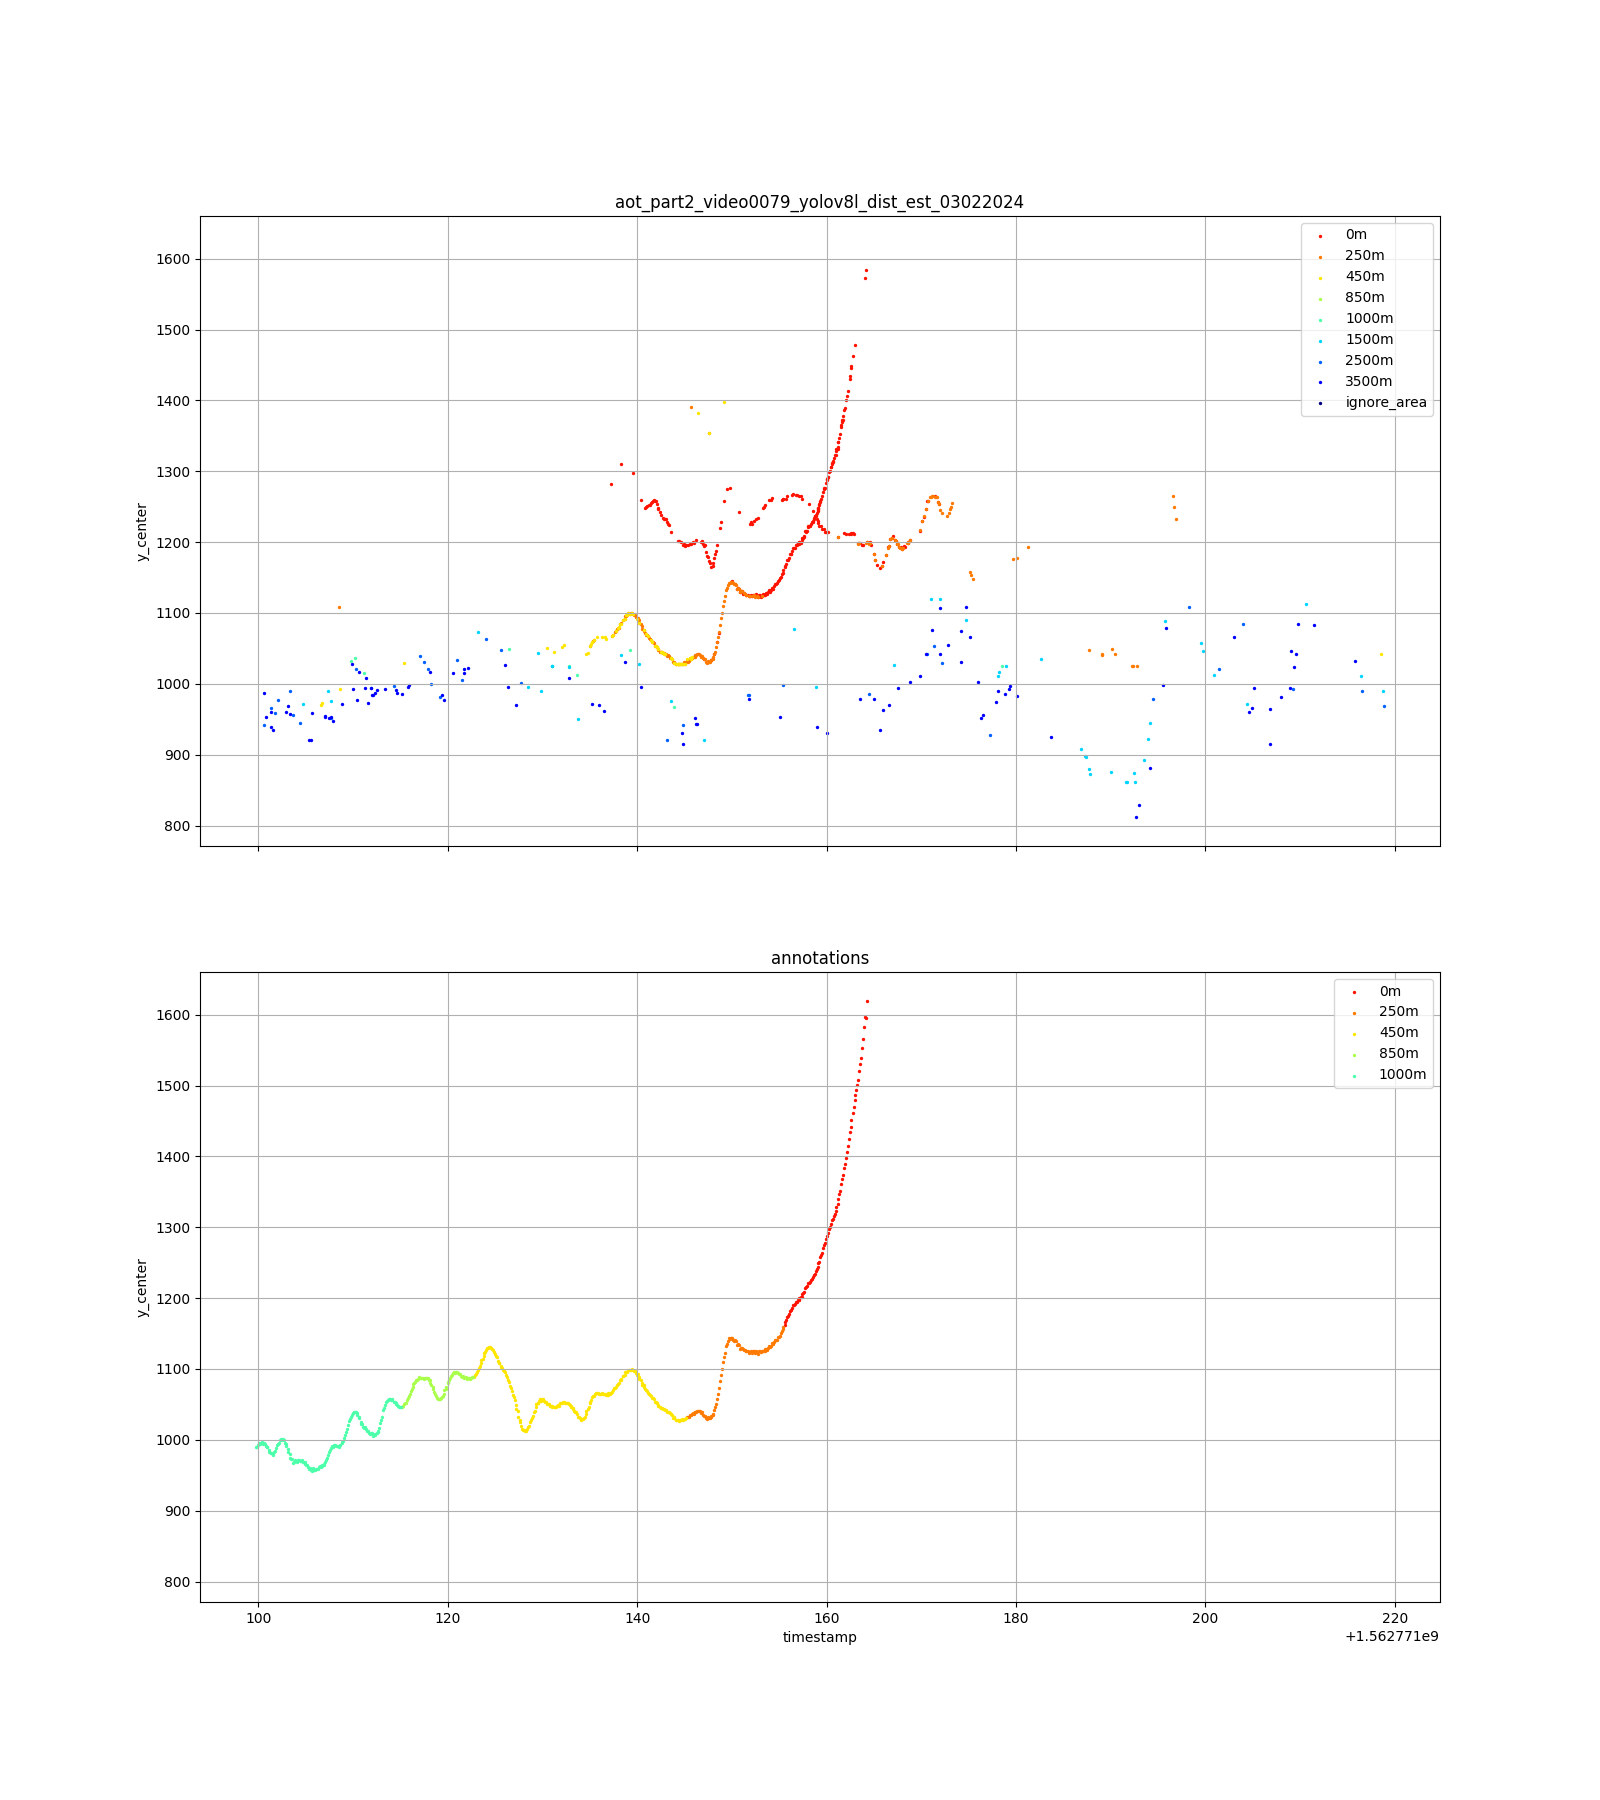 aot_part2_video0079_yolov8l_dist_est_03022024
1600
1500
1400
1300
1200
1100
1000
900
800
y_center
0m
250m
450m
850m
1000m
1500m
2500m
3500m
ignore_area
annotations
1600
1500
1400
1300
1200
1100
1000
900
800
y_center
0m
250m
450m
850m
1000m
100 120 140 160 180 200 220
timestamp
+1.562771e9